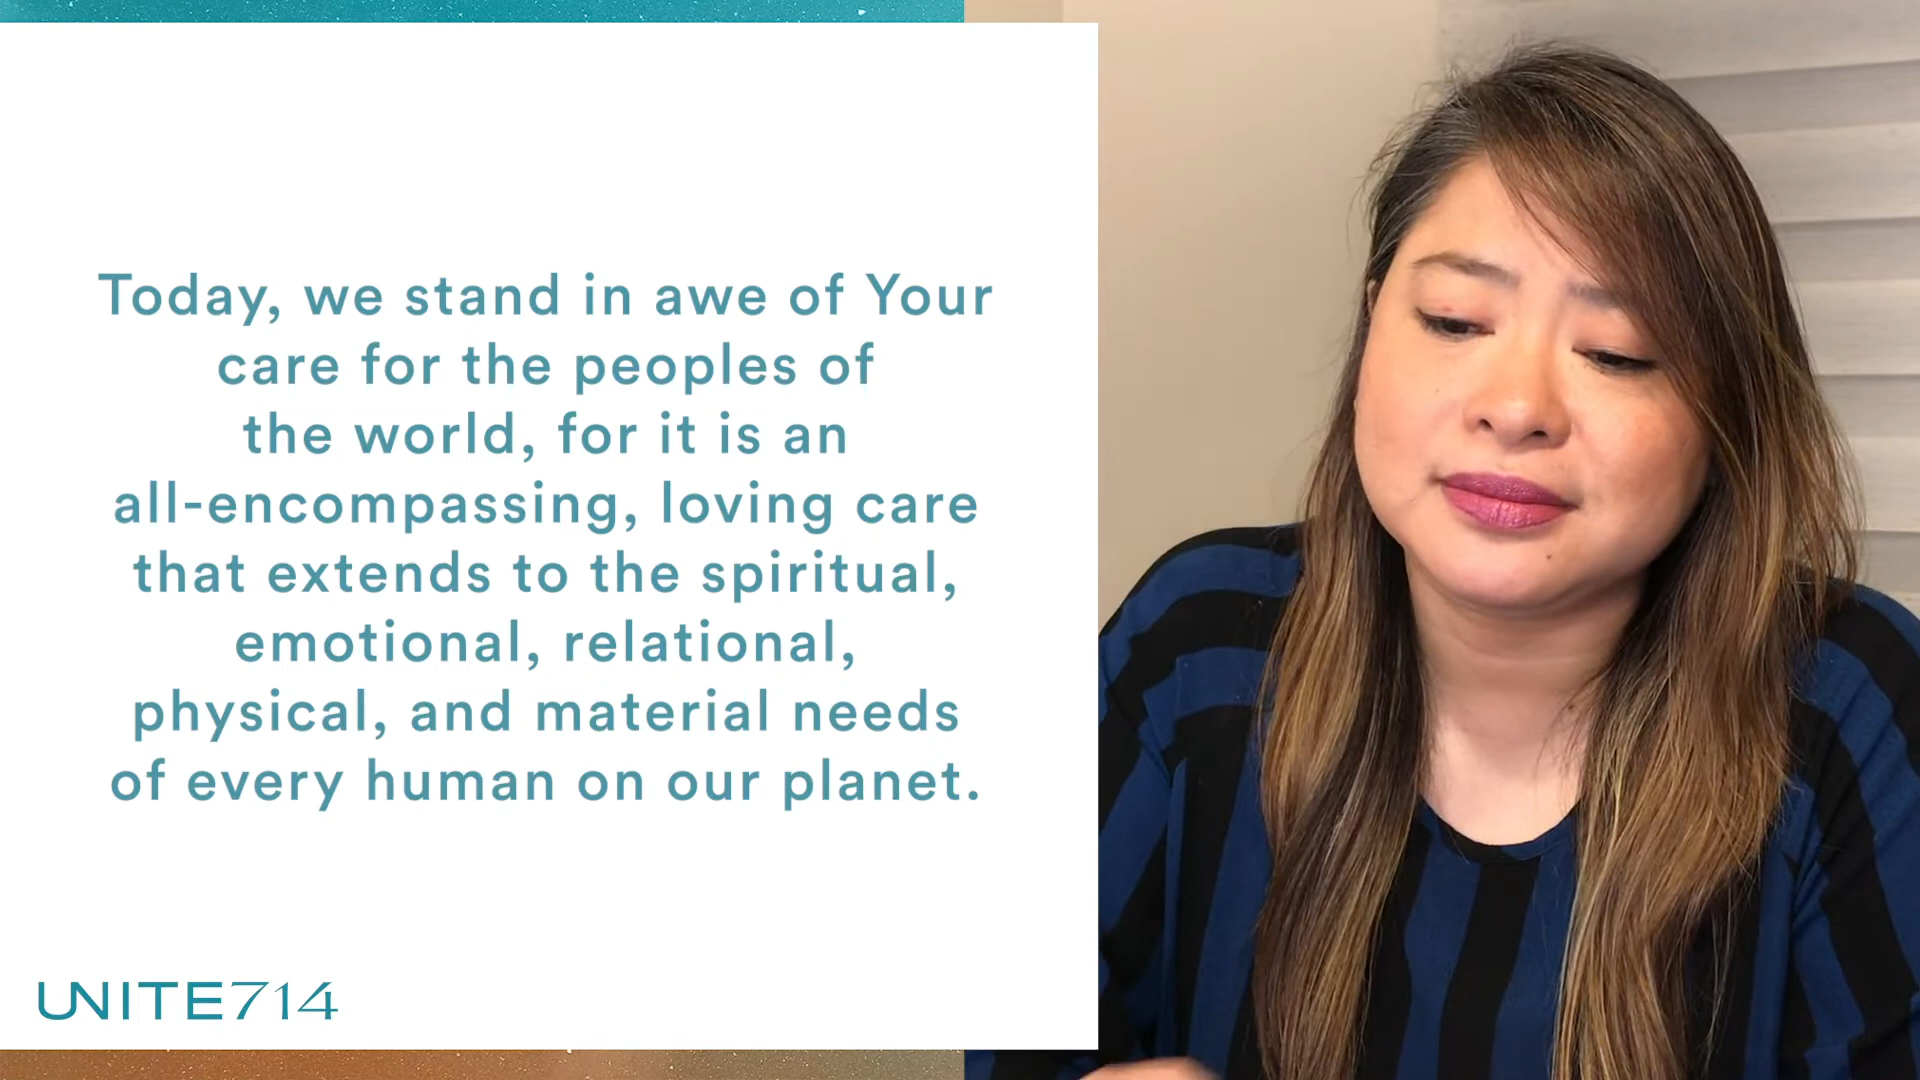 Today, we stand in awe of Your
care for the peoples of
the world, for it is an
all-encompassing, loving care
that extends to the spiritual,
emotional, relational,
physical, and material needs
of every human on our planet.
UNITE714